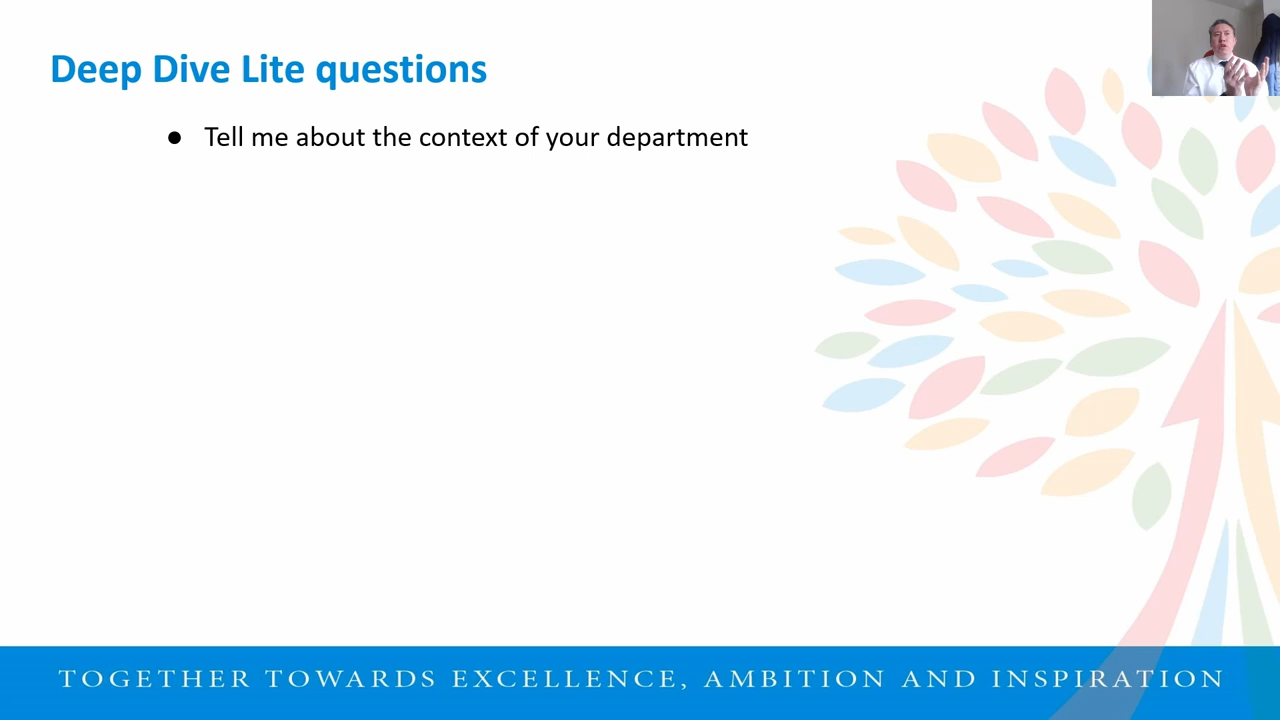 Deep Dive Lite questions
● Tell me about the context of your department
TOGETHER TOWARDS EXCELLENCE, AMBITION AND INSPIRATION